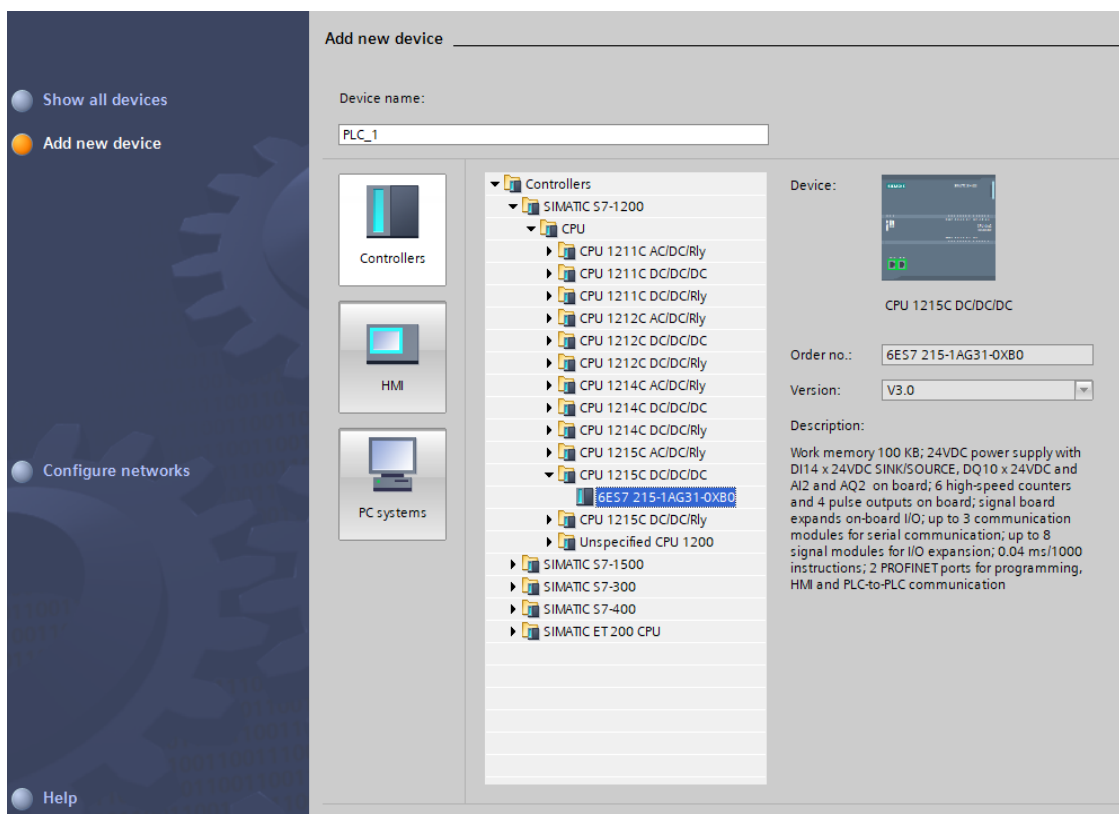 Add new device
Show all devices
Add new device
Configure networks
Help
Device name:
PLC_1
Controllers
HMI
PC systems
Controllers
SIMATIC S7-1200
CPU
CPU 1211C AC/DC/Rly
CPU 1211C DC/DC/DC
CPU 1211C DC/DC/Rly
CPU 1212C AC/DC/Rly
CPU 1212C DC/DC/DC
CPU 1212C DC/DC/Rly
CPU 1214C AC/DC/Rly
CPU 1214C DC/DC/DC
CPU 1214C DC/DC/Rly
CPU 1215C AC/DC/Rly
CPU 1215C DC/DC/DC
6ES7 215-1AG31-0XB0
CPU 1215C DC/DC/Rly
Unspecified CPU 1200
SIMATIC S7-1500
SIMATIC S7-300
SIMATIC S7-400
SIMATIC ET 200 CPU
Device:
CPU 1215C DC/DC/DC
Order no.:
6ES7 215-1AG31-0XB0
Version:
V3.0
Description:
Work memory 100 KB; 24VDC power supply with
DI14 x 24VDC SINK/SOURCE, DQ10 x 24VDC and
AI2 and AQ2 on board; 6 high-speed counters
and 4 pulse outputs on board; signal board
expands on-board I/O; up to 3 communication
modules for serial communication; up to 8
signal modules for I/O expansion; 0.04 ms/1000
instructions; 2 PROFINET ports for programming,
HMI and PLC-to-PLC communication